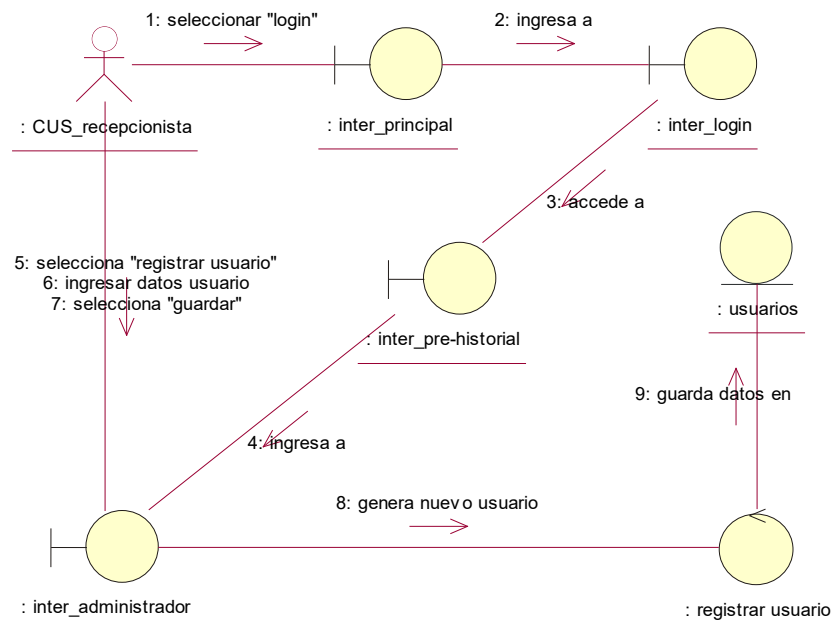 1: seleccionar "login"
2: ingresa a
: CUS_recepcionista
: inter_principal
: inter_login
3: accede a
5: selecciona "registrar usuario"
6: ingresar datos usuario
7: selecciona "guardar"
: usuarios
: inter_pre-historial
9: guarda datos en
4: ingresa a
8: genera nuevo usuario
: inter_administrador
: registrar usuario